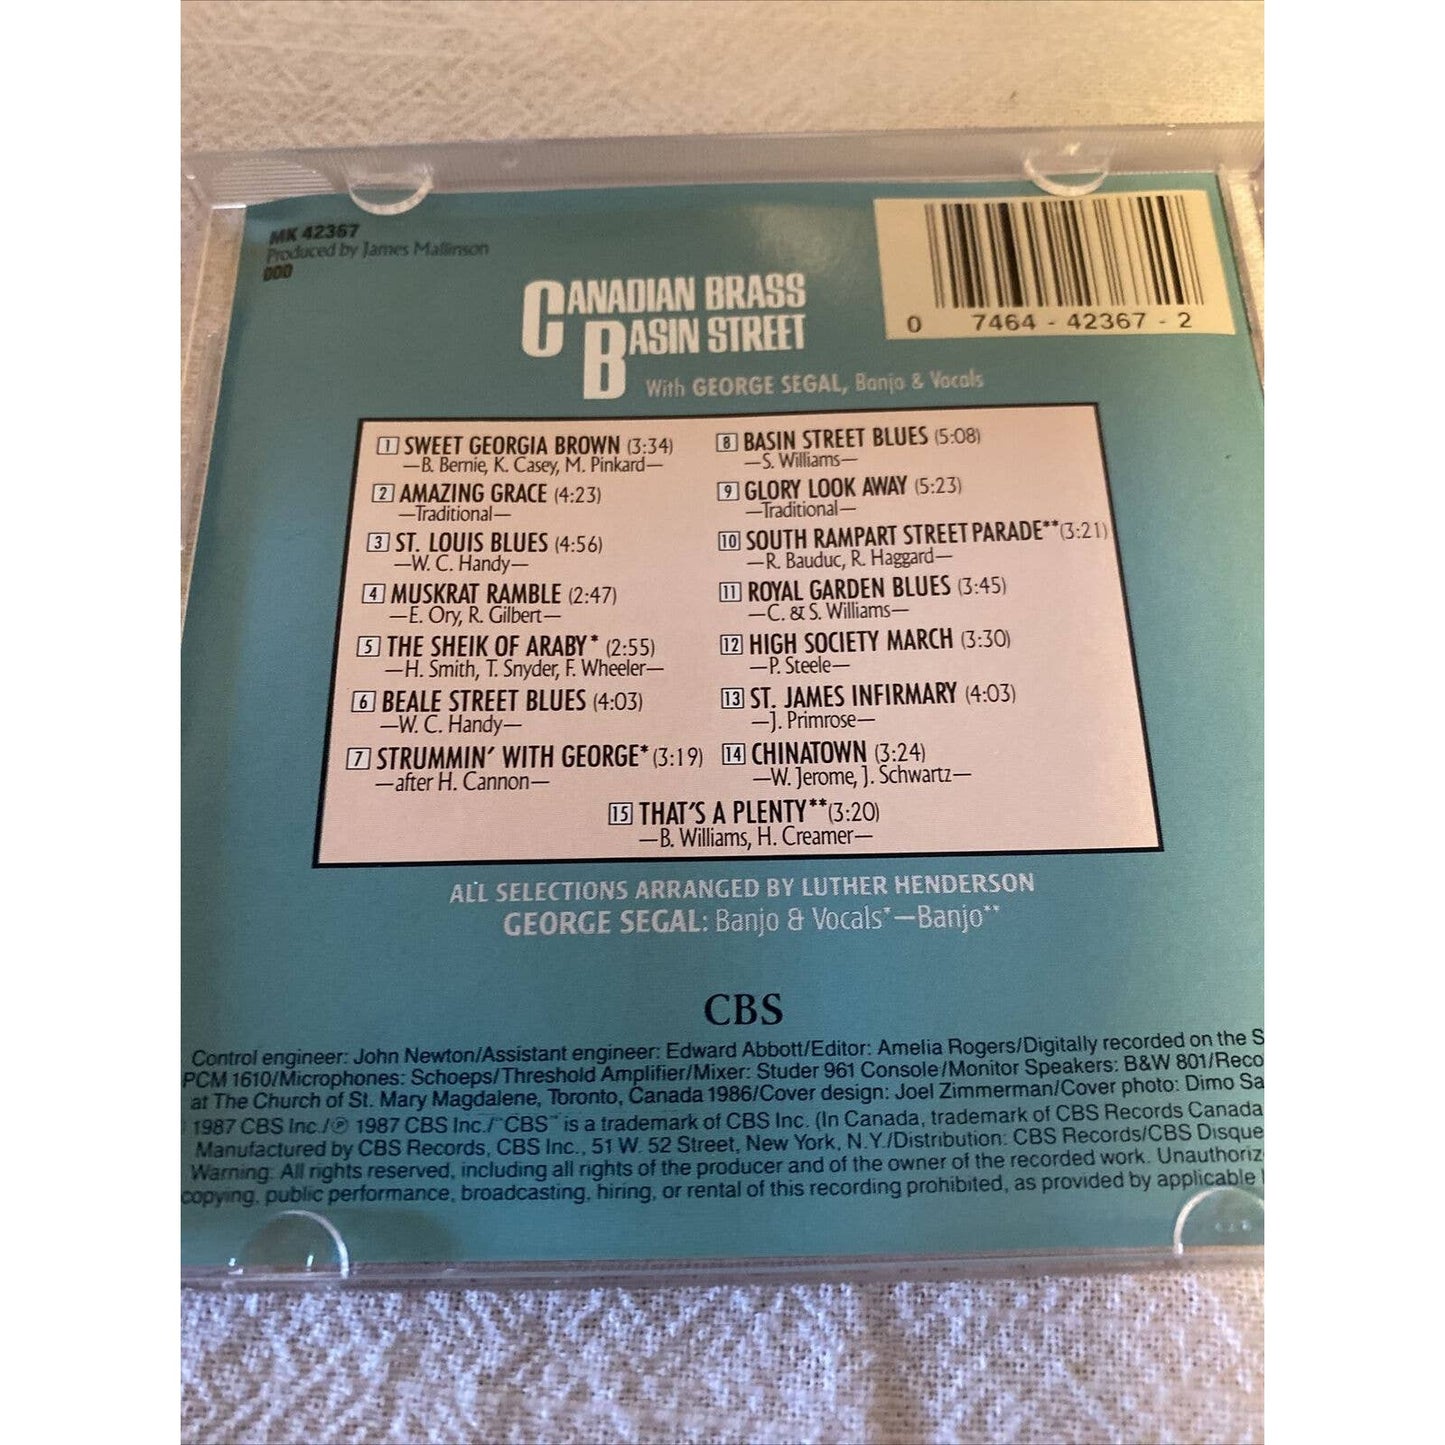 MK 42367
Produced by James Mallinson
000
0 7464 - 42367 - 2
CANADIAN BRASS
BASIN STREET
With GEORGE SEGAL, Banjo & Vocals
1 SWEET GEORGIA BROWN (3:34)
—B. Bernie, K. Casey, M. Pinkard—
2 AMAZING GRACE (4:23)
—Traditional—
3 ST. LOUIS BLUES (4:56)
—W. C. Handy—
4 MUSKRAT RAMBLE (2:47)
—E. Ory, R. Gilbert—
5 THE SHEIK OF ARABY* (2:55)
—H. Smith, T. Snyder, F. Wheeler—
6 BEALE STREET BLUES (4:03)
—W. C. Handy—
7 STRUMMIN' WITH GEORGE* (3:19)
—after H. Cannon—
8 BASIN STREET BLUES (5:08)
—S. Williams—
9 GLORY LOOK AWAY (5:23)
—Traditional—
10 SOUTH RAMPART STREET PARADE** (3:21)
—R. Bauduc, R. Haggard—
11 ROYAL GARDEN BLUES (3:45)
—C. & S. Williams—
12 HIGH SOCIETY MARCH (3:30)
—P. Steele—
13 ST. JAMES INFIRMARY (4:03)
—J. Primrose—
14 CHINATOWN (3:24)
—W. Jerome, J. Schwartz—
15 THAT'S A PLENTY** (3:20)
—B. Williams, H. Creamer—
ALL SELECTIONS ARRANGED BY LUTHER HENDERSON
GEORGE SEGAL: Banjo & Vocals*—Banjo**
CBS
Control engineer: John Newton/Assistant engineer: Edward Abbott/Editor: Amelia Rogers/Digitally recorded on the S
PCM 1610/Microphones: Schoeps/Threshold Amplifier/Mixer: Studer 961 Console/Monitor Speakers: B&W 801/Reco
at The Church of St. Mary Magdalene, Toronto, Canada 1986/Cover design: Joel Zimmerman/Cover photo: Dimo Sa
1987 CBS Inc./℗ 1987 CBS Inc./"CBS" is a trademark of CBS Inc. (In Canada, trademark of CBS Records Canada
Manufactured by CBS Records, CBS Inc., 51 W. 52 Street, New York, N.Y./Distribution: CBS Records/CBS Disque
Warning: All rights reserved, including all rights of the producer and of the owner of the recorded work. Unauthoriz
copying, public performance, broadcasting, hiring, or rental of this recording prohibited, as provided by applicable